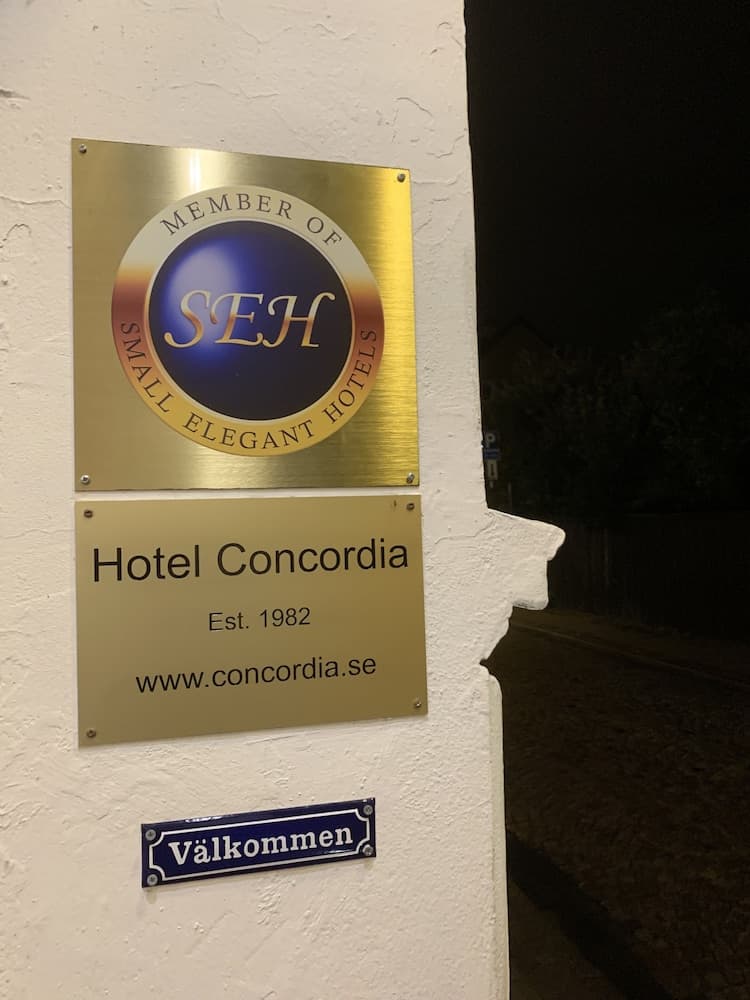 MEMBER OF
SEH
SMALL ELEGANT HOTELS
Hotel Concordia
Est. 1982
www.concordia.se
Välkommen
P